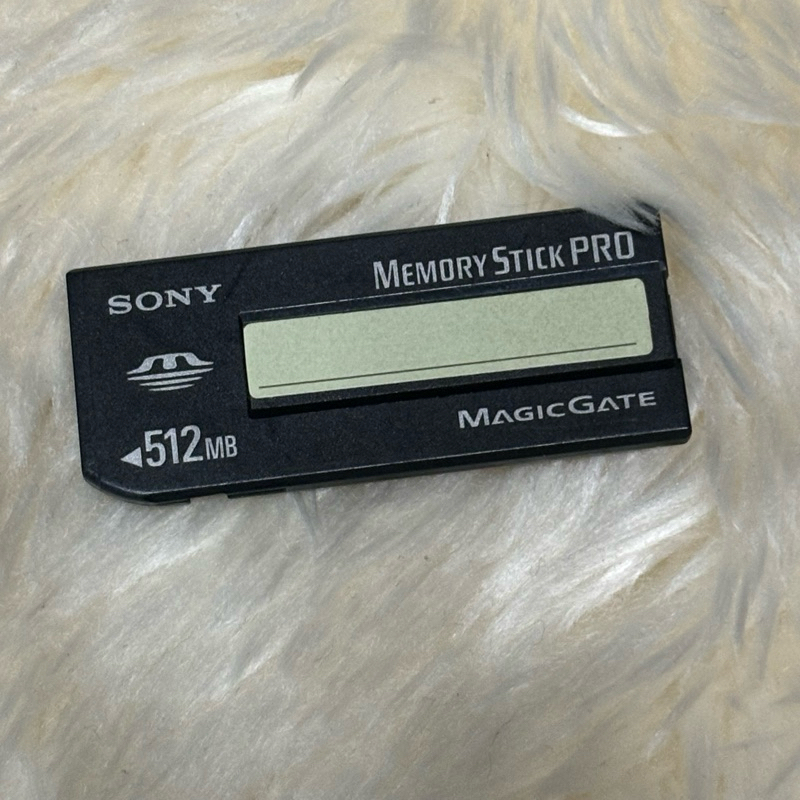 SONY
MEMORY STICK PRO
MAGICGATE
◀512MB